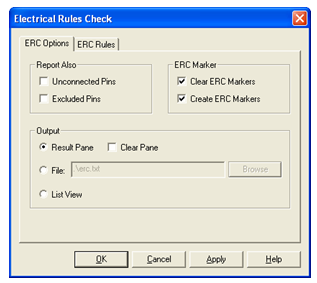 Electrical Rules Check
ERC Options ERC Rules
Report Also
Unconnected Pins
Excluded Pins
ERC Marker
Clear ERC Markers
Create ERC Markers
Output
Result Pane Clear Pane
File: \erc.txt Browse
List View
OK Cancel Apply Help